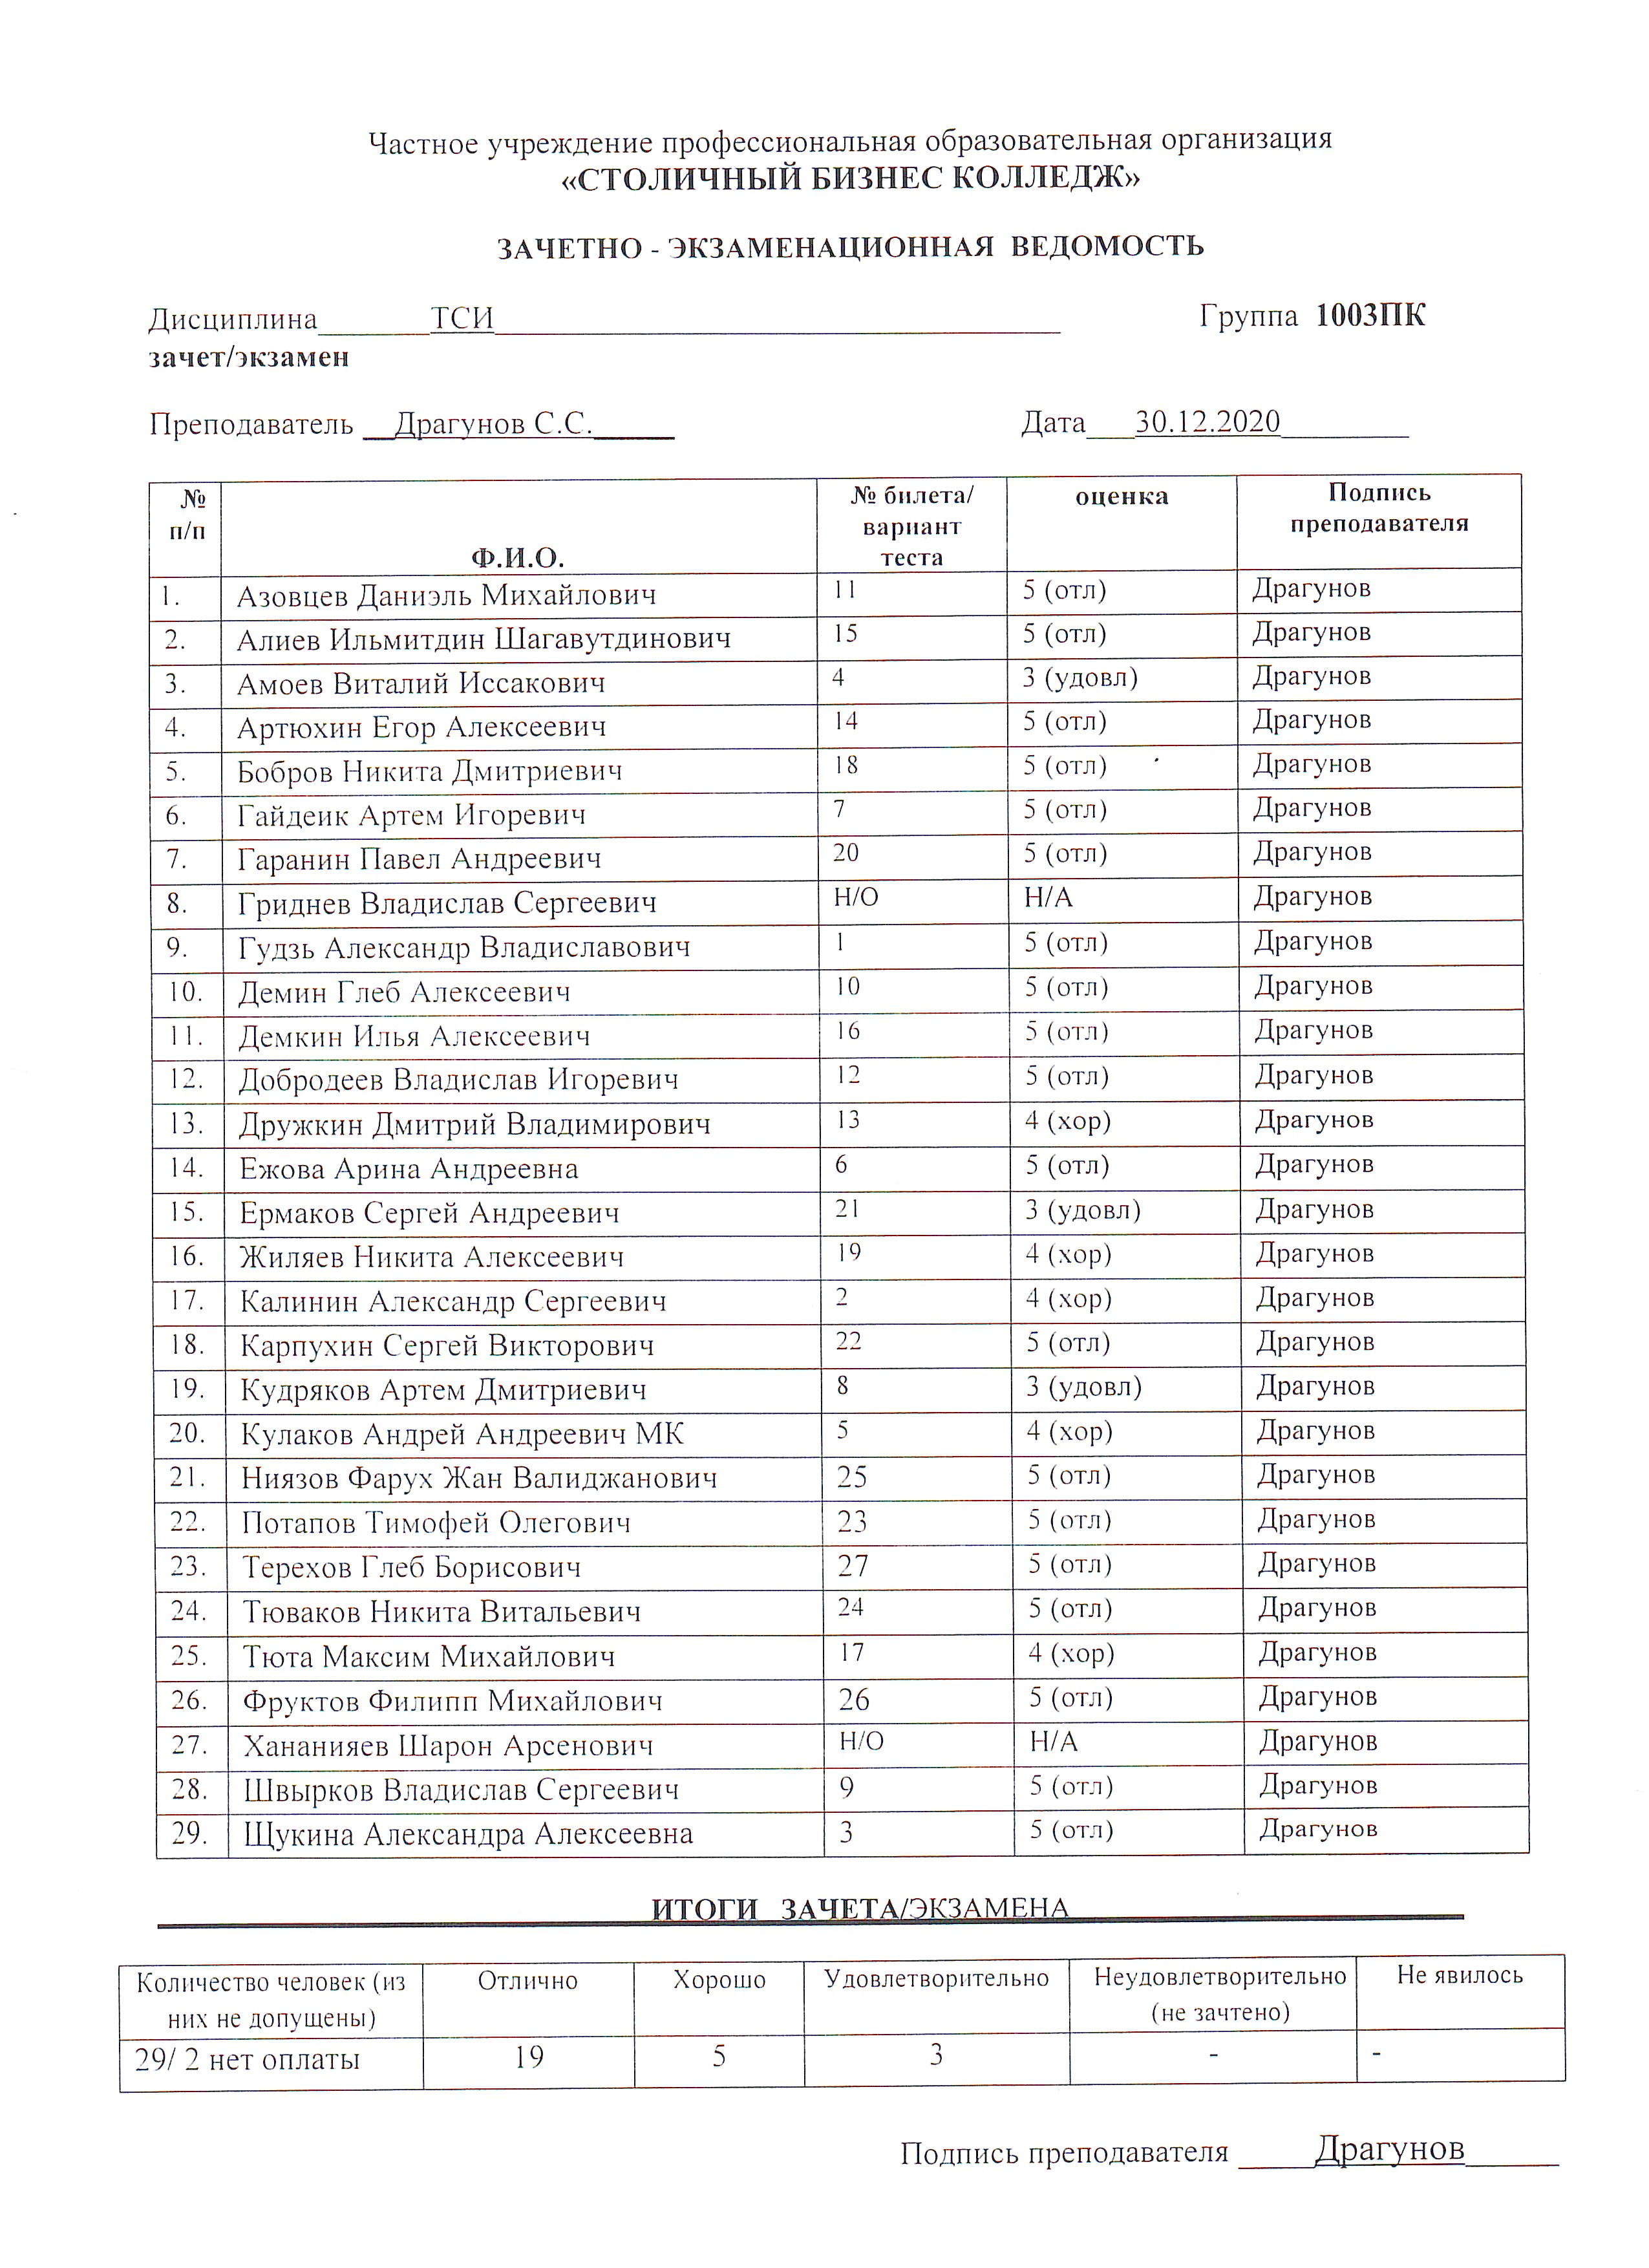 Частное учреждение профессиональная образовательная организация
«СТОЛИЧНЫЙ БИЗНЕС КОЛЛЕДЖ»
ЗАЧЕТНО - ЭКЗАМЕНАЦИОННАЯ ВЕДОМОСТЬ
Дисциплина ТСИ Группа 1003ПК
зачет/экзамен
Преподаватель Драгунов С.С. Дата 30.12.2020
№ п/п Ф.И.О. № билета/ вариант теста оценка Подпись преподавателя
1. Азовцев Даниэль Михайлович 11 5 (отл) Драгунов
2. Алиев Ильмитдин Шагавутдинович 15 5 (отл) Драгунов
3. Амоев Виталий Иссакович 4 3 (удовл) Драгунов
4. Артюхин Егор Алексеевич 14 5 (отл) Драгунов
5. Бобров Никита Дмитриевич 18 5 (отл) Драгунов
6. Гайдеик Артем Игоревич 7 5 (отл) Драгунов
7. Гаранин Павел Андреевич 20 5 (отл) Драгунов
8. Гриднев Владислав Сергеевич Н/О Н/А Драгунов
9. Гудзь Александр Владиславович 1 5 (отл) Драгунов
10. Демин Глеб Алексеевич 10 5 (отл) Драгунов
11. Демкин Илья Алексеевич 16 5 (отл) Драгунов
12. Добродеев Владислав Игоревич 12 5 (отл) Драгунов
13. Дружкин Дмитрий Владимирович 13 4 (хор) Драгунов
14. Ежова Арина Андреевна 6 5 (отл) Драгунов
15. Ермаков Сергей Андреевич 21 3 (удовл) Драгунов
16. Жиляев Никита Алексеевич 19 4 (хор) Драгунов
17. Калинин Александр Сергеевич 2 4 (хор) Драгунов
18. Карпухин Сергей Викторович 22 5 (отл) Драгунов
19. Кудряков Артем Дмитриевич 8 3 (удовл) Драгунов
20. Кулаков Андрей Андреевич МК 5 4 (хор) Драгунов
21. Ниязов Фарух Жан Валиджанович 25 5 (отл) Драгунов
22. Потапов Тимофей Олегович 23 5 (отл) Драгунов
23. Терехов Глеб Борисович 27 5 (отл) Драгунов
24. Тюваков Никита Витальевич 24 5 (отл) Драгунов
25. Тюта Максим Михайлович 17 4 (хор) Драгунов
26. Фруктов Филипп Михайлович 26 5 (отл) Драгунов
27. Хананияев Шарон Арсенович Н/О Н/А Драгунов
28. Швырков Владислав Сергеевич 9 5 (отл) Драгунов
29. Щукина Александра Алексеевна 3 5 (отл) Драгунов
ИТОГИ ЗАЧЕТА/ЭКЗАМЕНА
Количество человек (из них не допущены) Отлично Хорошо Удовлетворительно Неудовлетворительно (не зачтено) Не явилось
29/ 2 нет оплаты 19 5 3 - -
Подпись преподавателя Драгунов